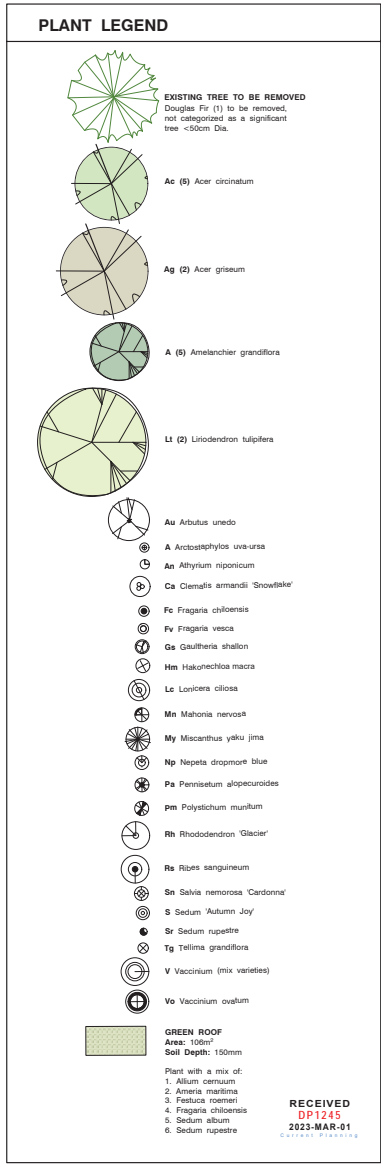 PLANT LEGEND
EXISTING TREE TO BE REMOVED
Douglas Fir (1) to be removed,
not categorized as a significant
tree <50cm Dia.
Ac (5) Acer circinatum
Ag (2) Acer griseum
A (5) Amelanchier grandiflora
Lt (2) Liriodendron tulipifera
Au Arbutus unedo
A Arctostaphylos uva-ursa
An Athyrium niponicum
Ca Clematis armandii 'Snowflake'
Fc Fragaria chiloensis
Fv Fragaria vesca
Gs Gaultheria shallon
Hm Hakonechloa macra
Lc Lonicera ciliosa
Mn Mahonia nervosa
My Miscanthus yaku jima
Np Nepeta dropmore blue
Pa Pennisetum alopecuroides
Pm Polystichum munitum
Rh Rhododendron 'Glacier'
Rs Ribes sanguineum
Sn Salvia nemorosa 'Cardonna'
S Sedum 'Autumn Joy'
Sr Sedum rupestre
Tg Tellima grandiflora
V Vaccinium (mix varieties)
Vo Vaccinium ovatum
GREEN ROOF
Area: 106m²
Soil Depth: 150mm
Plant with a mix of:
1. Allium cernuum
2. Ameria maritima
3. Festuca roemeri
4. Fragaria chiloensis
5. Sedum album
6. Sedum rupestre
RECEIVED
DP1245
2023-MAR-01
Current Planning